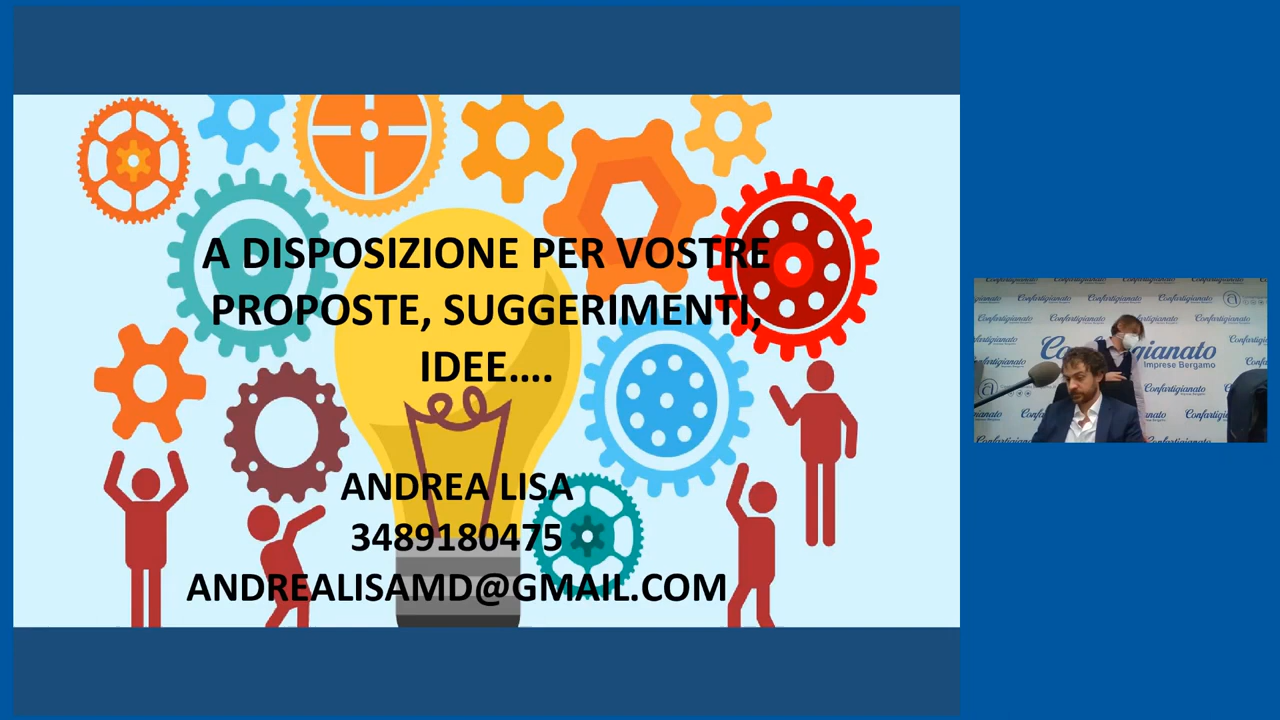 A DISPOSIZIONE PER VOSTRE
PROPOSTE, SUGGERIMENTI,
IDEE....
ANDREA LISA
3489180475
ANDREALISAMD@GMAIL.COM
Confartigianato
Imprese Bergamo